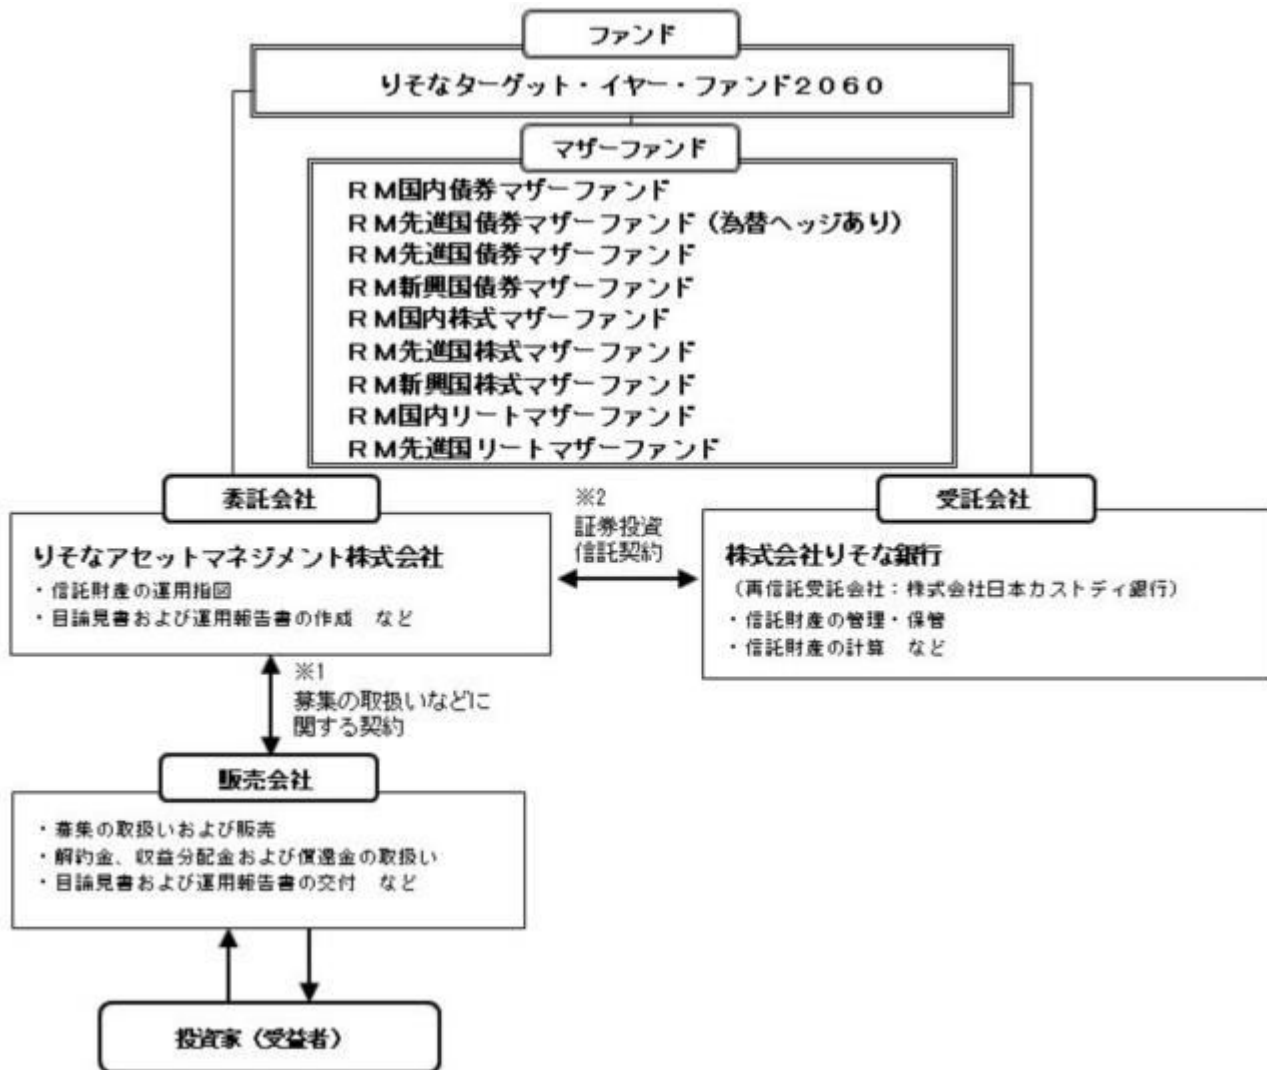 ファンド
りそなターゲット・イヤー・ファンド2060
マザーファンド
RM国内債券マザーファンド
RM先進国債券マザーファンド(為替ヘッジあり)
RM先進国債券マザーファンド
RM新興国債券マザーファンド
RM国内株式マザーファンド
RM先進国株式マザーファンド
RM新興国株式マザーファンド
RM国内リートマザーファンド
RM先進国リートマザーファンド
委託会社
りそなアセットマネジメント株式会社
・信託財産の運用指図
・目論見書および運用報告書の作成 など
※2
証券投資
信託契約
受託会社
株式会社りそな銀行
(再信託受託会社:株式会社日本カストディ銀行)
・信託財産の管理・保管
・信託財産の計算 など
※1
募集の取扱いなどに
関する契約
販売会社
・募集の取扱いおよび販売
・解約金、収益分配金および償還金の取扱い
・目論見書および運用報告書の交付 など
投資家(受益者)